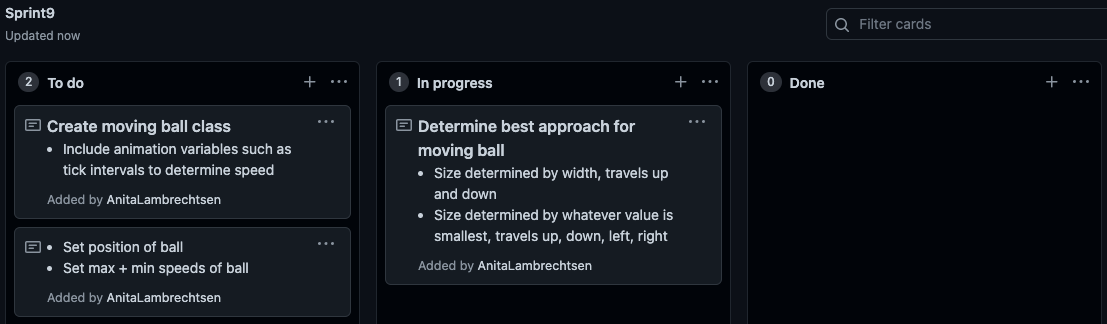 Sprint9
Updated now
Filter cards
2 To do
Create moving ball class
• Include animation variables such as
tick intervals to determine speed
Added by AnitaLambrechtsen
• Set position of ball
• Set max + min speeds of ball
Added by AnitaLambrechtsen
1 In progress
Determine best approach for
moving ball
• Size determined by width, travels up
and down
• Size determined by whatever value is
smallest, travels up, down, left, right
Added by AnitaLambrechtsen
0 Done